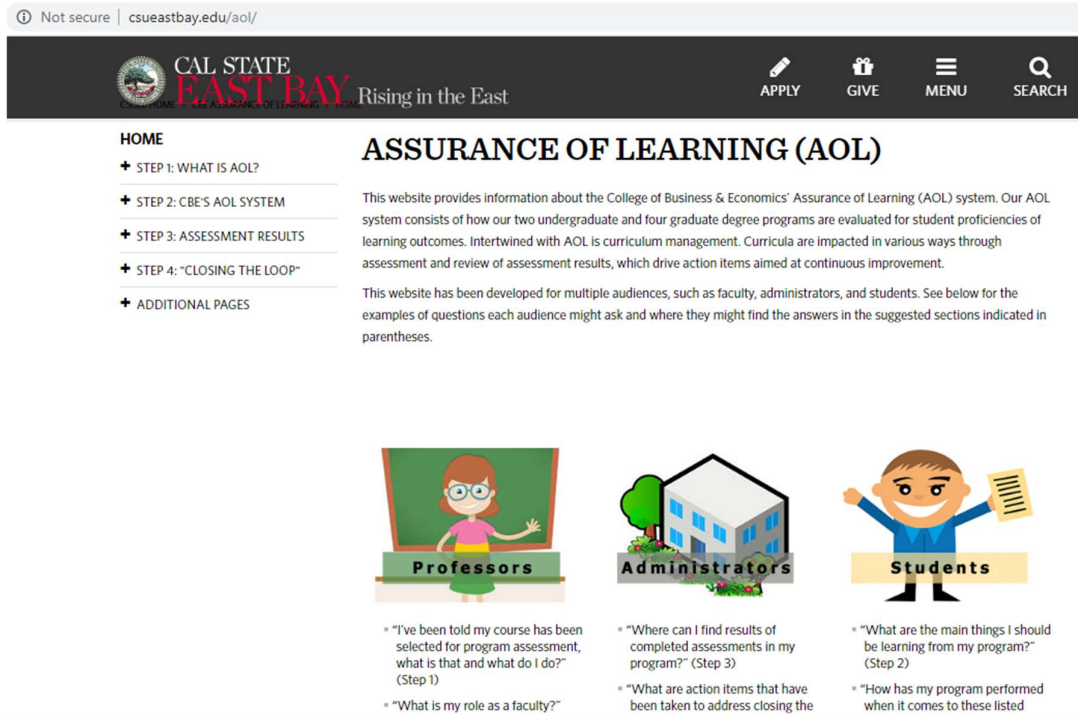 Not secure | csueastbay.edu/aol/
CAL STATE
EAST BAY Rising in the East
APPLY GIVE MENU SEARCH
CSUEB HOME CBE ASSURANCE OF LEARNING HOME
HOME
+ STEP 1: WHAT IS AOL?
+ STEP 2: CBE'S AOL SYSTEM
+ STEP 3: ASSESSMENT RESULTS
+ STEP 4: "CLOSING THE LOOP"
+ ADDITIONAL PAGES
ASSURANCE OF LEARNING (AOL)
This website provides information about the College of Business & Economics' Assurance of Learning (AOL) system. Our AOL
system consists of how our two undergraduate and four graduate degree programs are evaluated for student proficiencies of
learning outcomes. Intertwined with AOL is curriculum management. Curricula are impacted in various ways through
assessment and review of assessment results, which drive action items aimed at continuous improvement.
This website has been developed for multiple audiences, such as faculty, administrators, and students. See below for the
examples of questions each audience might ask and where they might find the answers in the suggested sections indicated in
parentheses.
Professors
"I've been told my course has been
selected for program assessment,
what is that and what do I do?"
(Step 1)
"What is my role as a faculty?"
Administrators
"Where can I find results of
completed assessments in my
program?" (Step 3)
"What are action items that have
been taken to address closing the
Students
"What are the main things I should
be learning from my program?"
(Step 2)
"How has my program performed
when it comes to these listed